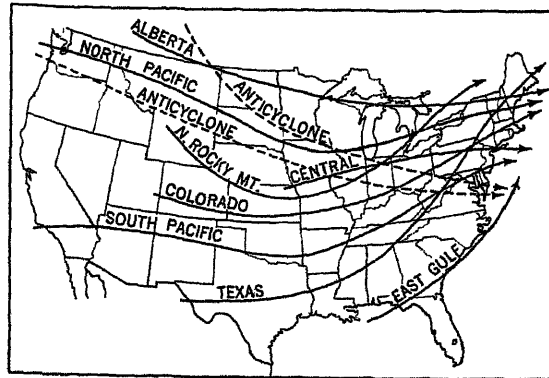 ALBERTA
NORTH PACIFIC
ANTICYCLONE
ANTICYCLONE
N. ROCKY MT.
CENTRAL
COLORADO
SOUTH PACIFIC
TEXAS
EAST GULF